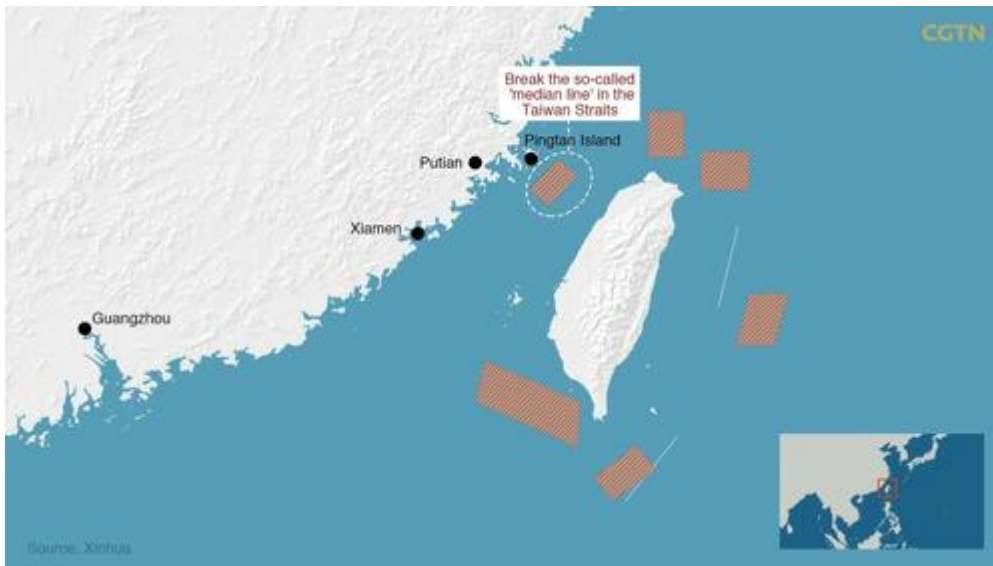 CGTN
Break the so-called
'median line' in the
Taiwan Straits
Pingtan Island
Putian
Xiamen
Guangzhou
Source: Xinhua